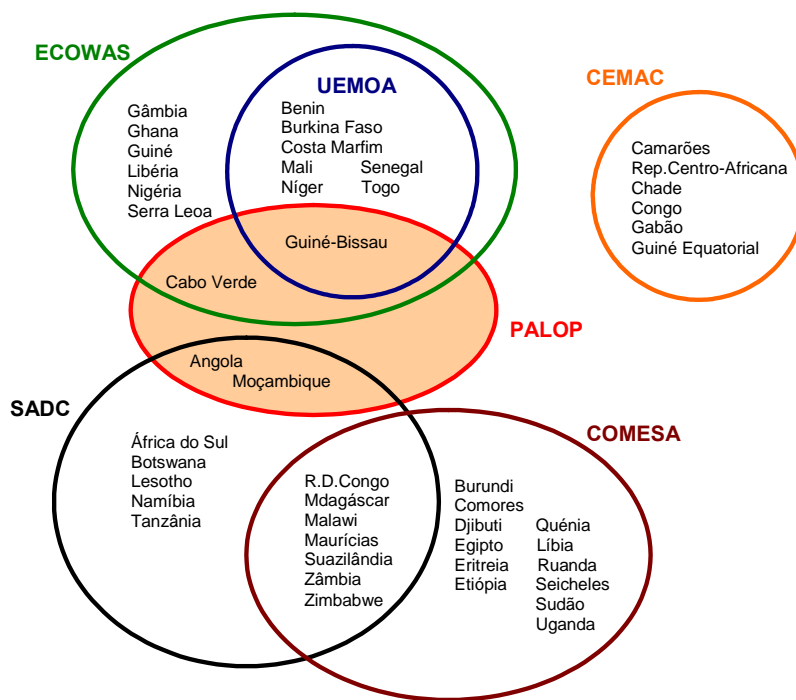 ECOWAS
UEMOA
CEMAC
Gâmbia
Ghana
Guiné
Libéria
Nigéria
Serra Leoa
Benin
Burkina Faso
Costa Marfim
Mali Senegal
Níger Togo
Camarões
Rep.Centro-Africana
Chade
Congo
Gabão
Guiné Equatorial
Guiné-Bissau
Cabo Verde
PALOP
Angola
Moçambique
SADC
COMESA
África do Sul
Botswana
Lesotho
Namíbia
Tanzânia
R.D.Congo
Mdagáscar
Malawi
Maurícias
Suazilândia
Zâmbia
Zimbabwe
Burundi
Comores
Djibuti Quénia
Egipto Líbia
Eritreia Ruanda
Etiópia Seicheles
Sudão
Uganda